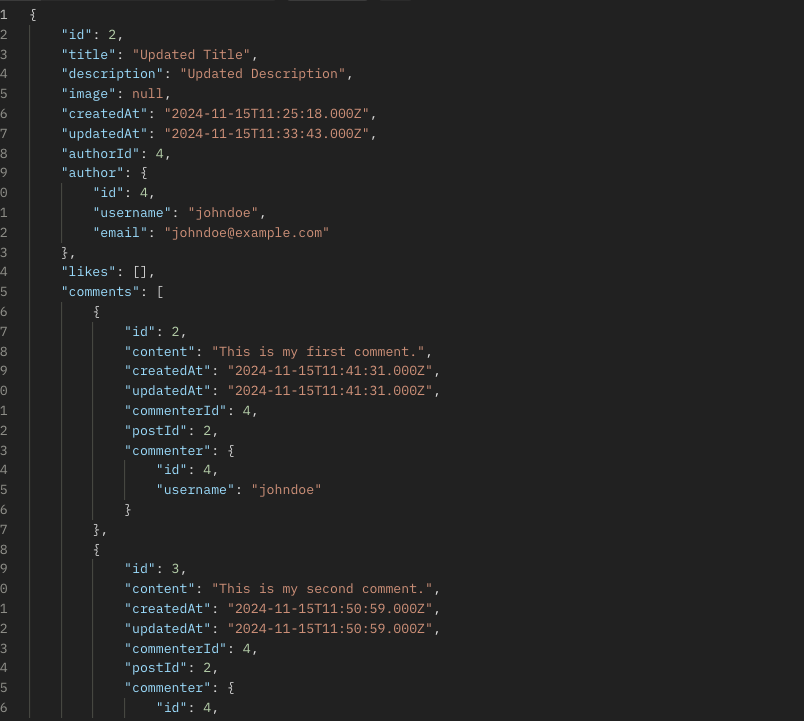 1 {
2 "id": 2,
3 "title": "Updated Title",
4 "description": "Updated Description",
5 "image": null,
6 "createdAt": "2024-11-15T11:25:18.000Z",
7 "updatedAt": "2024-11-15T11:33:43.000Z",
8 "authorId": 4,
9 "author": {
0 "id": 4,
1 "username": "johndoe",
2 "email": "johndoe@example.com"
3 },
4 "likes": [],
5 "comments": [
6 {
7 "id": 2,
8 "content": "This is my first comment.",
9 "createdAt": "2024-11-15T11:41:31.000Z",
0 "updatedAt": "2024-11-15T11:41:31.000Z",
1 "commenterId": 4,
2 "postId": 2,
3 "commenter": {
4 "id": 4,
5 "username": "johndoe"
6 }
7 },
8 {
9 "id": 3,
0 "content": "This is my second comment.",
1 "createdAt": "2024-11-15T11:50:59.000Z",
2 "updatedAt": "2024-11-15T11:50:59.000Z",
3 "commenterId": 4,
4 "postId": 2,
5 "commenter": {
6 "id": 4,